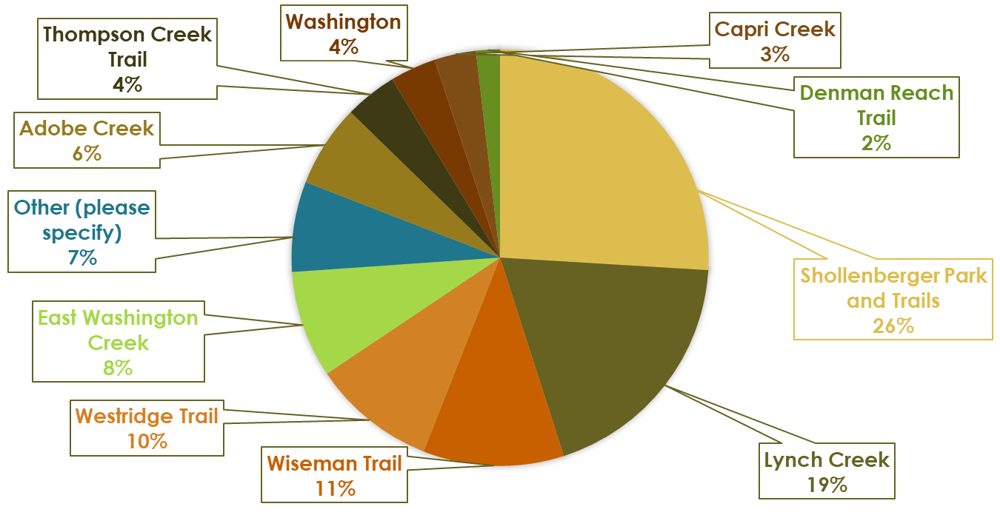 Washington
4%
Capri Creek
3%
Thompson Creek
Trail
4%
Denman Reach
Trail
2%
Adobe Creek
6%
Other (please
specify)
7%
Shollenberger Park
and Trails
26%
East Washington
Creek
8%
Westridge Trail
10%
Wiseman Trail
11%
Lynch Creek
19%